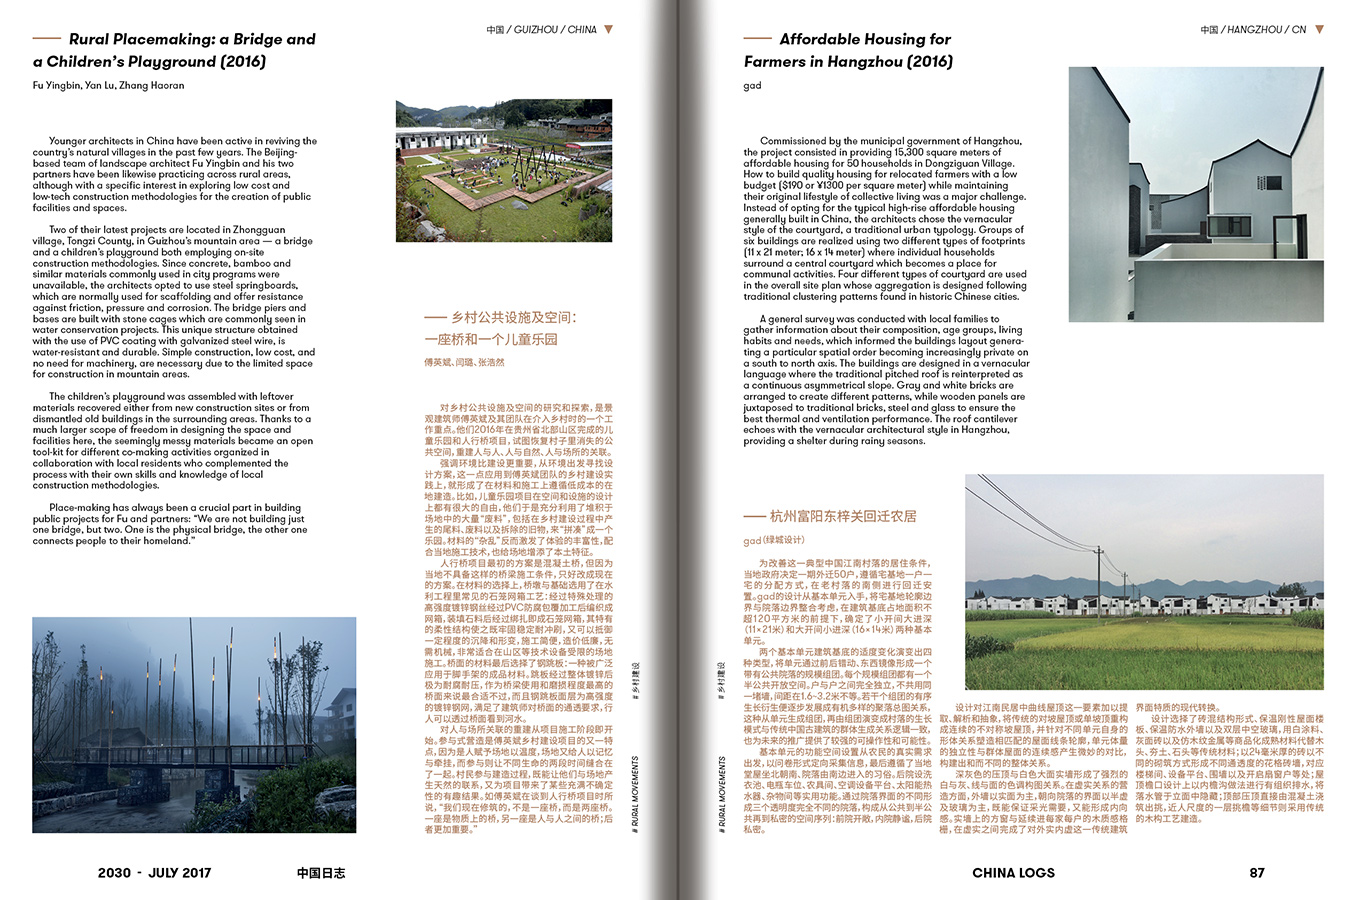 Rural Placemaking: a Bridge and
a Children's Playground (2016)
Fu Yingbin, Yan Lu, Zhang Haoran
中国 / GUIZHOU / CHINA
Younger architects in China have been active in reviving the
country's natural villages in the past few years. The Beijing-
based team of landscape architect Fu Yingbin and his two
partners have been likewise practicing across rural areas,
although with a specific interest in exploring low cost and
low-tech construction methodologies for the creation of public
facilities and spaces.
Two of their latest projects are located in Zhongguan
village, Tongzi County, in Guizhou's mountain area — a bridge
and a children's playground both employing on-site
construction methodologies. Since concrete, bamboo and
similar materials commonly used in city programs were
unavailable, the architects opted to use steel springboards,
which are normally used for scaffolding and offer resistance
against friction, pressure and corrosion. The bridge piers and
bases are built with stone cages which are commonly seen in
water conservation projects. This unique structure obtained
with the use of PVC coating with galvanized steel wire, is
water-resistant and durable. Simple construction, low cost, and
no need for machinery, are necessary due to the limited space
for construction in mountain areas.
The children's playground was assembled with leftover
materials recovered either from new construction sites or from
dismantled old buildings in the surrounding areas. Thanks to a
much larger scope of freedom in designing the space and
facilities here, the seemingly messy materials became an open
tool-kit for different co-making activities organized in
collaboration with local residents who complemented the
process with their own skills and knowledge of local
construction methodologies.
Place-making has always been a crucial part in building
public projects for Fu and partners: "We are not building just
one bridge, but two. One is the physical bridge, the other one
connects people to their homeland."
乡村公共设施及空间：
一座桥和一个儿童乐园
傅英斌、闫璐、张浩然
对乡村公共设施及空间的研究和探索，是景
观建筑师傅英斌及其团队在介入乡村时的一个工
作重点。他们2016年在贵州省北部山区完成的儿
童乐园和人行桥项目，试图恢复村子里消失的公
共空间，重建人与人、人与自然、人与场所的关联。
强调环境比建设更重要，从环境出发寻找设
计方案，这一点应用到傅英斌团队的乡村建设实
践上，就形成了在材料和施工上遵循低成本的在
地建造。比如，儿童乐园项目在空间和设施的设计
上都有很大的自由，他们于是充分利用了堆积于
场地中的大量“废料”，包括在乡村建设过程中产
生的尾料、废料以及拆除的旧物，来“拼凑”成一个
乐园。材料的“杂乱”反而激发了体验的丰富性，配
合当地施工技术，也给场地增添了本土特征。
人行桥项目最初的方案是混凝土桥，但因为
当地不具备这样的桥梁施工条件，只好改成现在
的方案。在材料的选择上，桥墩与基础选用了在水
利工程里常见的石笼网箱工艺：经过特殊处理的
高强度镀锌钢丝经过PVC防腐包覆加工后编织成
网箱，装填石料后经过绑扎即成石笼网箱，其特有
的柔性结构使之既牢固稳定耐冲刷，又可以抵御
一定程度的沉降和形变，施工简便，造价低廉，无
需机械，非常适合在山区等技术设备受限的场地
施工。桥面的材料最后选择了钢跳板：一种被广泛
应用于脚手架的成品材料。跳板经过整体镀锌后
极为耐腐耐压，作为桥梁使用和磨损程度最高的
桥面来说最合适不过，而且钢跳板面层为高强度
的镀锌钢网，满足了建筑师对桥面的通透要求，行
人可以透过桥面看到河水。
对人与场所关联的重建从项目施工阶段即开
始。参与式营造是傅英斌乡村建设项目的又一特
点，因为是人赋予场地以温度，场地又给人以记忆
与牵挂，而参与则让不同生命的两段时间缝合在
了一起。村民参与建造过程，既能让他们与场地产
生天然的联系，又为项目带来了某些充满不确定
性的有趣结果。如傅英斌在谈到人行桥项目时所
说，“我们现在修筑的，不是一座桥，而是两座桥。
一座是物质上的桥，另一座是人与人之间的桥；后
者更加重要。”
# 乡村建设
# RURAL MOVEMENTS
2030 - JULY 2017
中国日志
Affordable Housing for
Farmers in Hangzhou (2016)
gad
中国 / HANGZHOU / CN
Commissioned by the municipal government of Hangzhou,
the project consisted in providing 15,300 square meters of
affordable housing for 50 households in Dongziguan Village.
How to build quality housing for relocated farmers with a low
budget ($190 or ¥1300 per square meter) while maintaining
their original lifestyle of collective living was a major challenge.
Instead of opting for the typical high-rise affordable housing
generally built in China, the architects chose the vernacular
style of the courtyard, a traditional urban typology. Groups of
six buildings are realized using two different types of footprints
(11 x 21 meter; 16 x 14 meter) where individual households
surround a central courtyard which becomes a place for
communal activities. Four different types of courtyard are used
in the overall site plan whose aggregation is designed following
traditional clustering patterns found in historic Chinese cities.
A general survey was conducted with local families to
gather information about their composition, age groups, living
habits and needs, which informed the buildings layout genera-
ting a particular spatial order becoming increasingly private on
a south to north axis. The buildings are designed in a vernacular
language where the traditional pitched roof is reinterpreted as
a continuous asymmetrical slope. Gray and white bricks are
arranged to create different patterns, while wooden panels are
juxtaposed to traditional bricks, steel and glass to ensure the
best thermal and ventilation performance. The roof cantilever
echoes with the vernacular architectural style in Hangzhou,
providing a shelter during rainy seasons.
杭州富阳东梓关回迁农居
gad（绿城设计）
为改善这一典型中国江南村落的居住条件，
当地政府决定一期外迁50户，遵循宅基地一户一
宅的分配方式，在老村落的南侧进行回迁安
置。gad的设计从基本单元入手，将宅基地轮廓边
界与院落边界整合考虑，在建筑基底占地面积不
超120平方米的前提下，确定了小开间大进深
（11×21米）和大开间小进深（16×14米）两种基本
单元。
两个基本单元建筑基底的适度变化演变出四
种类型，将单元通过前后错动、东西镜像形成一个
带有公共院落的规模组团。每个规模组团都有一个
半公共开放空间。户与户之间完全独立，不共用同
一堵墙，间距在1.6-3.2米不等。若干个组团的有序
生长衍生便逐步发展成有机多样的聚落总图关系，
这种从单元生成组团，再由组团演变成村落的生长
模式与传统中国古建筑的群体生成关系逻辑一致，
也为未来的推广提供了较强的可操作性和可能性。
基本单元的功能空间设置从农民的真实需求
出发，以问卷形式定向采集信息，最后遵循了当地
堂屋坐北朝南、院落由南边进入的习俗。后院设洗
衣池、电瓶车位、农具间、空调设备平台、太阳能热
水器、杂物间等实用功能。通过院落界面的不同形
成三个透明度完全不同的院落，构成从公共到半公
共再到私密的空间序列：前院开敞，内院静谧，后院
私密。
设计对江南民居中曲线屋顶这一要素加以提
取、解析和抽象，将传统的对坡屋顶或单坡顶重构
成连续的不对称坡屋顶，并针对不同单元自身的
形体关系塑造相匹配的屋面线条轮廓，单元体量
的独立性与群体屋面的连续感产生微妙的对比，
构建出和而不同的整体关系。
深灰色的压顶与白色大面实墙形成了强烈的
白与灰、线与面的色调构图关系。在虚实关系的营
造方面，外墙以实面为主，朝向院落的界面以半虚
及玻璃为主，既能保证采光需要，又能形成内向
感。实墙上的方窗与延续进每家每户的木质感格
栅，在虚实之间完成了对外实内虚这一传统建筑
界面特质的现代转换。
设计选择了砖混结构形式、保温刚性屋面楼
板、保温防水外墙以及双层中空玻璃，用白涂料、
灰面砖以及仿木纹金属等商品化成熟材料代替木
头、夯土、石头等传统材料；以24毫米厚的砖以不
同的砌筑方式形成不同通透度的花格砖墙，对应
楼梯间、设备平台、围墙以及开启扇窗户等处；屋
顶檐口设计上以内檐沟做法进行有组织排水，将
落水管于立面中隐藏；顶部压顶直接由混凝土浇
筑出挑，近人尺度的一层挑檐等细节则采用传统
的木构工艺建造。
# 乡村建设
# RURAL MOVEMENTS
CHINA LOGS
87